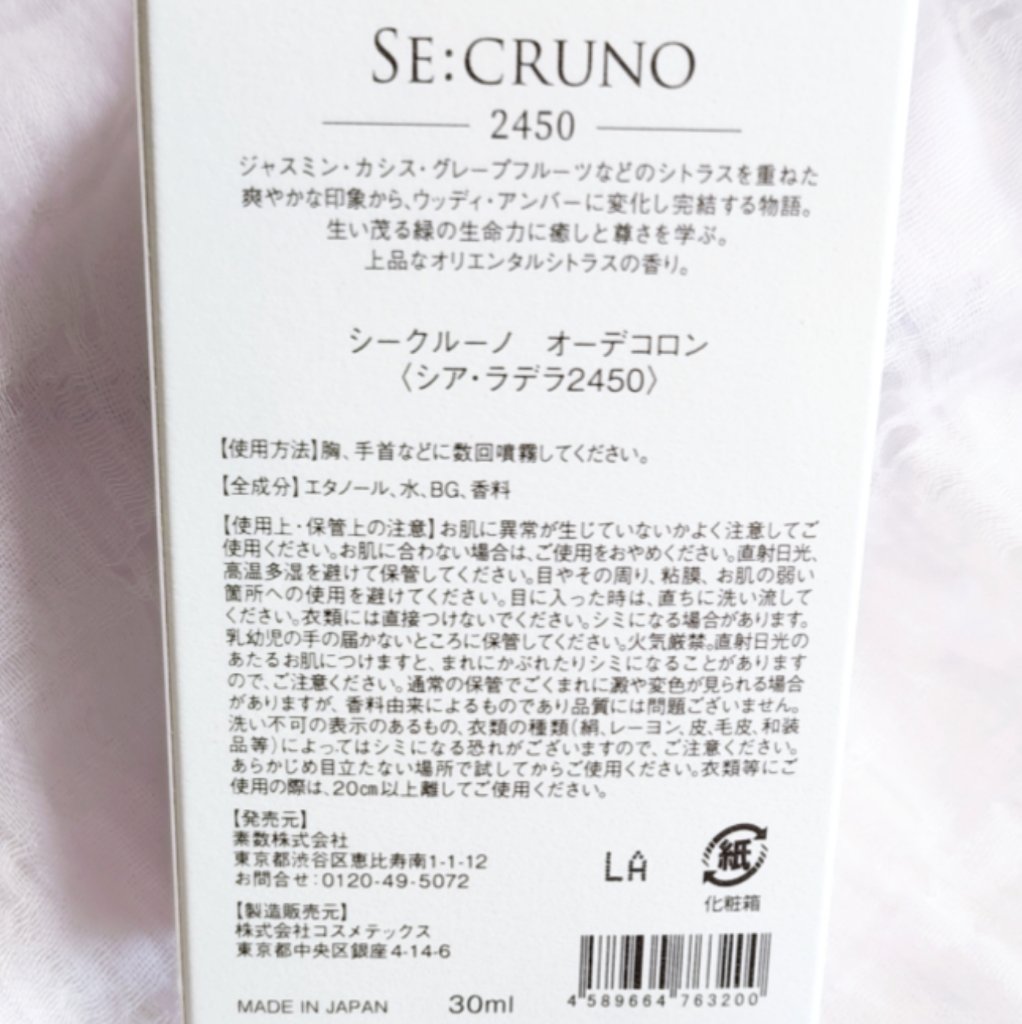 SE:CRUNO
2450
ジャスミン・カシス・グレープフルーツなどのシトラスを重ねた
爽やかな印象から、ウッディ・アンバーに変化し完結する物語。
生い茂る緑の生命力に癒しと尊さを学ぶ。
上品なオリエンタルシトラスの香り。
シークルーノ　オーデコロン
〈シア・ラデラ2450〉
【使用方法】胸、手首などに数回噴霧してください。
【全成分】エタノール、水、BG、香料
【使用上・保管上の注意】お肌に異常が生じていないかよく注意してご
使用ください。お肌に合わない場合は、ご使用をおやめください。直射日光、
高温多湿を避けて保管してください。目やその周り、粘膜、お肌の弱い
箇所への使用を避けてください。目に入った時は、直ちに洗い流して
ください。衣類には直接つけないでください。シミになる場合があります。
乳幼児の手の届かないところに保管してください。火気厳禁。直射日光の
あたるお肌につけますと、まれにかぶれたりシミになることがあります
ので、ご注意ください。通常の保管でごくまれに澱や変色が見られる場合
がありますが、香料由来によるものであり品質には問題ございません。
洗い不可の表示のあるもの、衣類の種類(絹、レーヨン、皮、毛皮、和装
品等)によってはシミになる恐れがございますので、ご注意ください。
あらかじめ目立たない場所で試してからご使用ください。衣類等にご
使用の際は、20cm以上離してご使用ください。
【発売元】
素数株式会社
東京都渋谷区恵比寿南1-1-12
お問合せ:0120-49-5072
LA
紙
化粧箱
【製造販売元】
株式会社コスメテックス
東京都中央区銀座4-14-6
MADE IN JAPAN 30ml
4 589664 763200